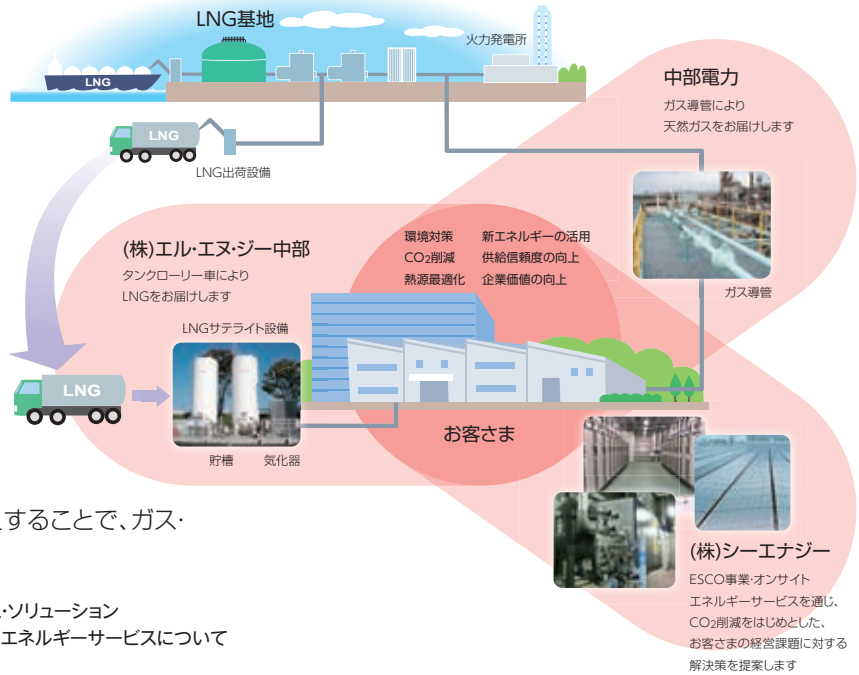 LNG基地
火力発電所
LNG
LNG
LNG出荷設備
中部電力
ガス導管により
天然ガスをお届けします
ガス導管
(株)エル・エヌ・ジー中部
タンクローリー車により
LNGをお届けします
環境対策 新エネルギーの活用
CO2削減 供給信頼度の向上
熱源最適化 企業価値の向上
LNGサテライト設備
LNG
貯槽 気化器
お客さま
することで、ガス・
・ソリューション
エネルギーサービスについて
(株)シーエナジー
ESCO事業・オンサイト
エネルギーサービスを通じ、
CO2削減をはじめとした、
お客さまの経営課題に対する
解決策を提案します